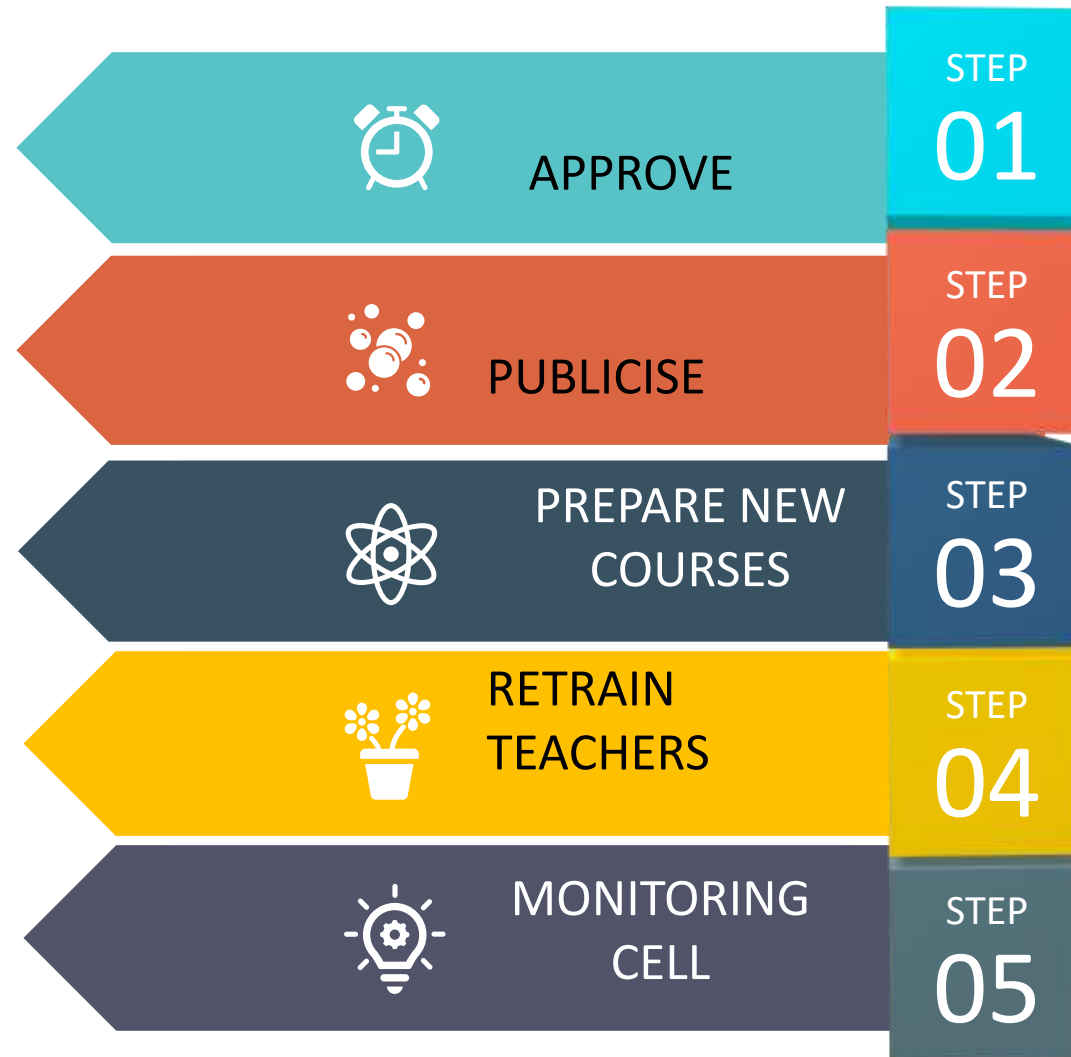 STEP
01
APPROVE
STEP
02
PUBLICISE
STEP
03
PREPARE NEW
COURSES
STEP
04
RETRAIN
TEACHERS
STEP
05
MONITORING
CELL